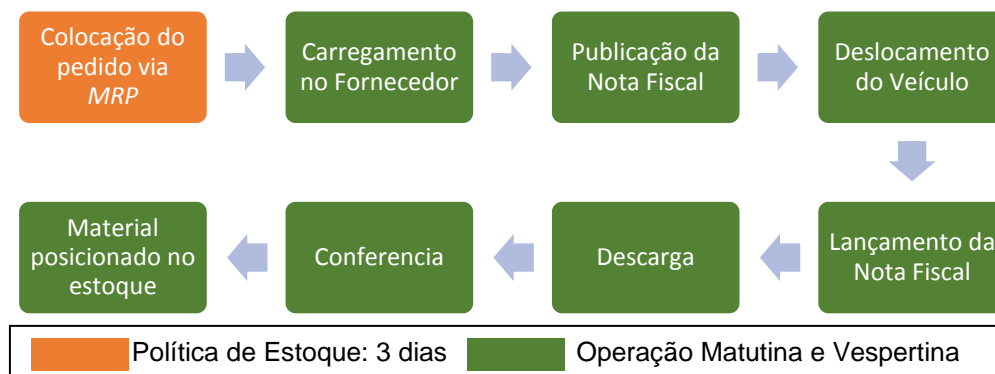 Colocação do
pedido via
MRP
Carregamento
no Fornecedor
Publicação da
Nota Fiscal
Deslocamento
do Veículo
Lançamento da
Nota Fiscal
Descarga
Conferencia
Material
posicionado no
estoque
Política de Estoque: 3 dias
Operação Matutina e Vespertina